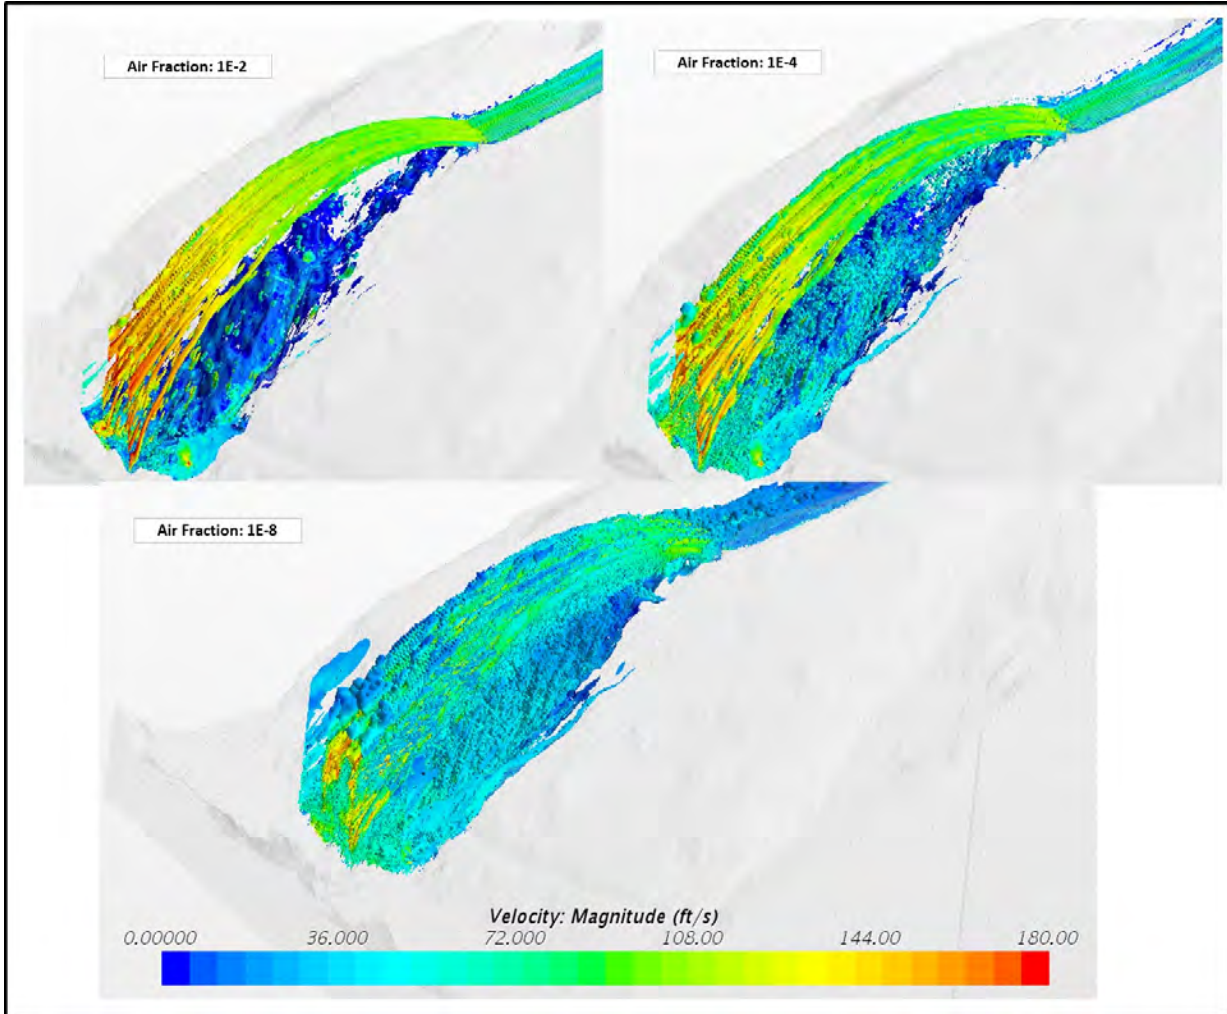 Air Fraction: 1E-2
Air Fraction: 1E-4
Air Fraction: 1E-8
Velocity: Magnitude (ft/s)
0.00000 36.000 72.000 108.00 144.00 180.00